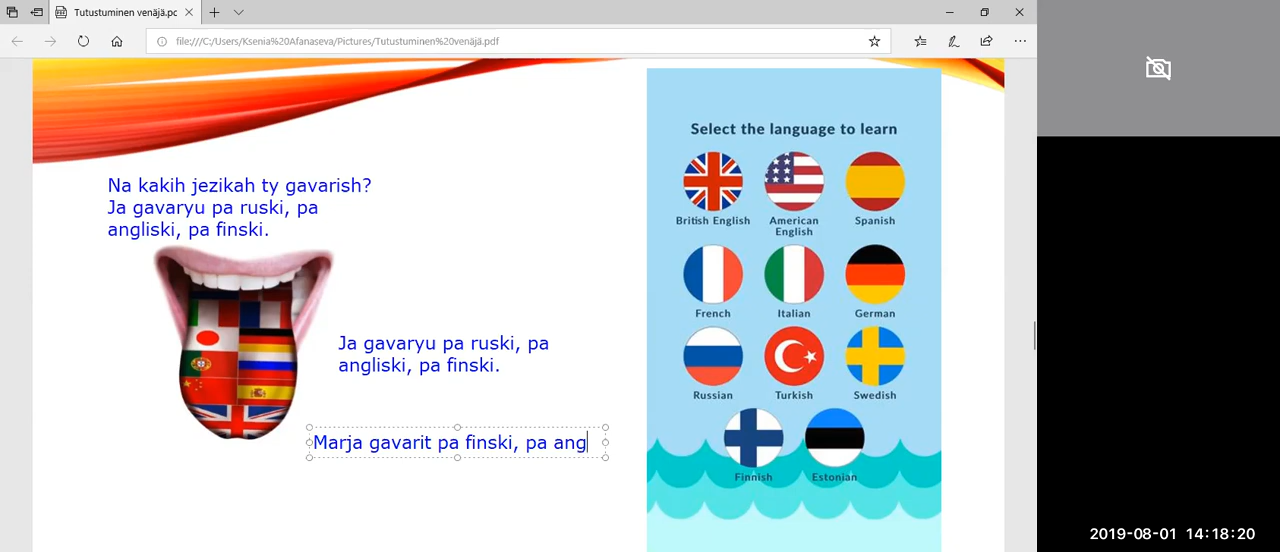 Tutustuminen venäjä.pc
file:///C:/Users/Ksenia%20Afanaseva/Pictures/Tutustuminen%20venäjä.pdf
Na kakih jezikah ty gavarish?
Ja gavaryu pa ruski, pa
angliski, pa finski.
Ja gavaryu pa ruski, pa
angliski, pa finski.
Marja gavarit pa finski, pa ang
Select the language to learn
British English
American
English
Spanish
French
Italian
German
Russian
Turkish
Swedish
Finnish
Estonian
2019-08-01 14:18:20